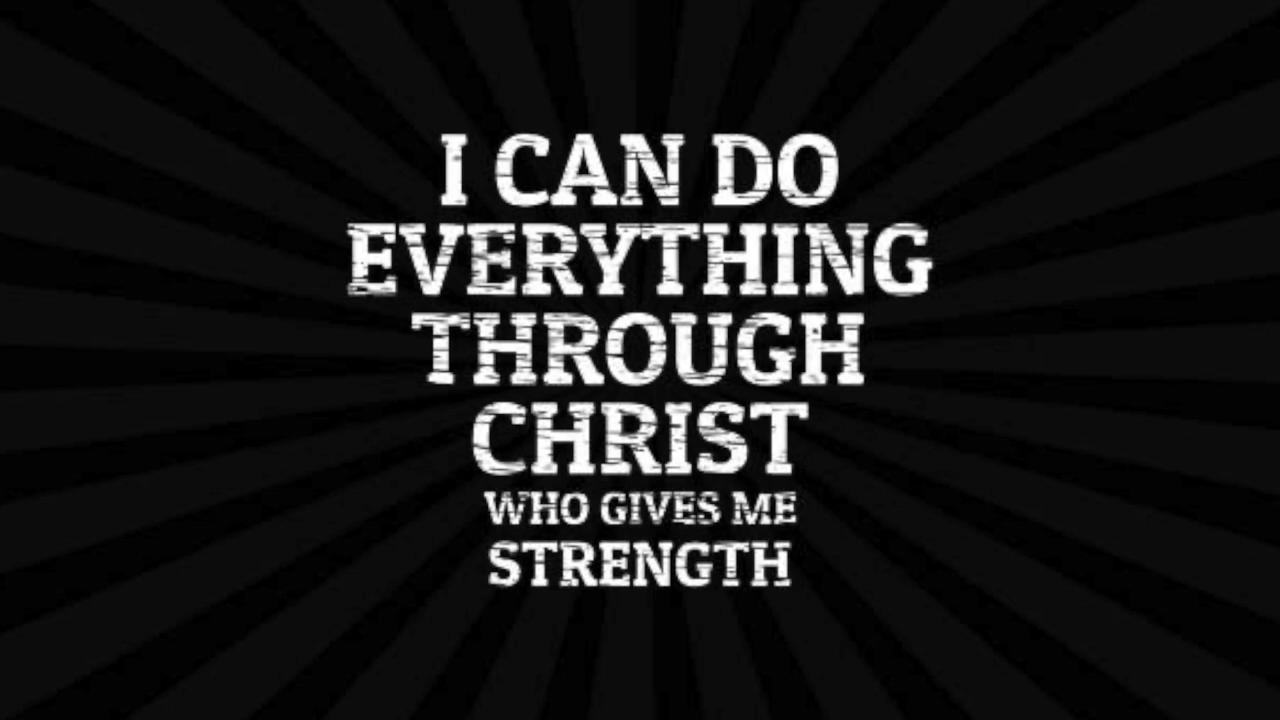 I CAN DO
EVERYTHING
THROUGH
CHRIST
WHO GIVES ME
STRENGTH